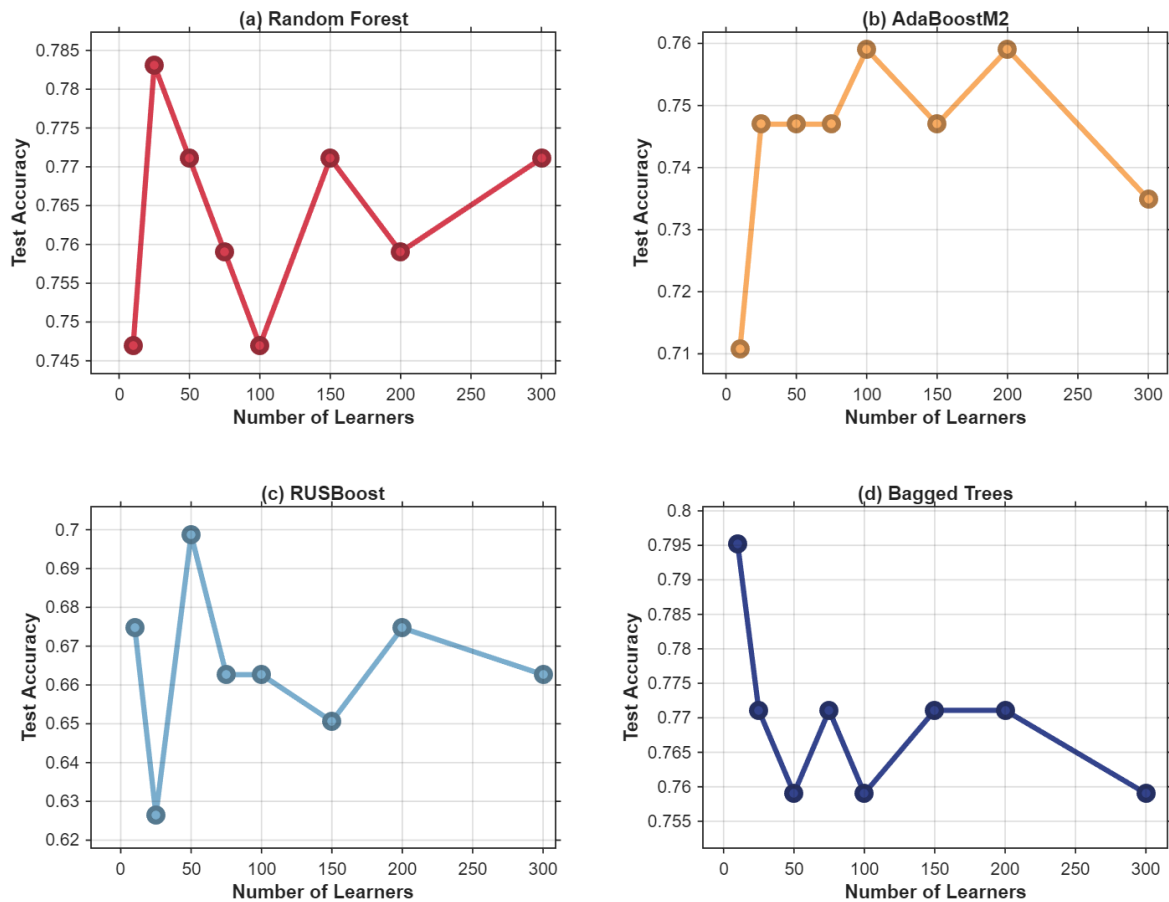 (a) Random Forest
Test Accuracy
0.785
0.78
0.775
0.77
0.765
0.76
0.755
0.75
0.745
0 50 100 150 200 250 300
Number of Learners
(b) AdaBoostM2
Test Accuracy
0.76
0.75
0.74
0.73
0.72
0.71
0 50 100 150 200 250 300
Number of Learners
(c) RUSBoost
Test Accuracy
0.7
0.69
0.68
0.67
0.66
0.65
0.64
0.63
0.62
0 50 100 150 200 250 300
Number of Learners
(d) Bagged Trees
Test Accuracy
0.8
0.795
0.79
0.785
0.78
0.775
0.77
0.765
0.76
0.755
0 50 100 150 200 250 300
Number of Learners